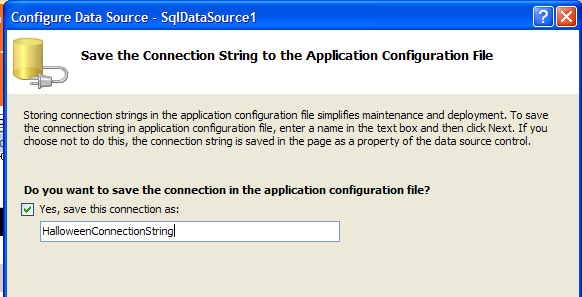 Configure Data Source - SqlDataSource1
Save the Connection String to the Application Configuration File
Storing connection strings in the application configuration file simplifies maintenance and deployment. To save
the connection string in application configuration file, enter a name in the text box and then click Next. If you
choose not to do this, the connection string is saved in the page as a property of the data source control.
Do you want to save the connection in the application configuration file?
Yes, save this connection as:
HalloweenConnectionString